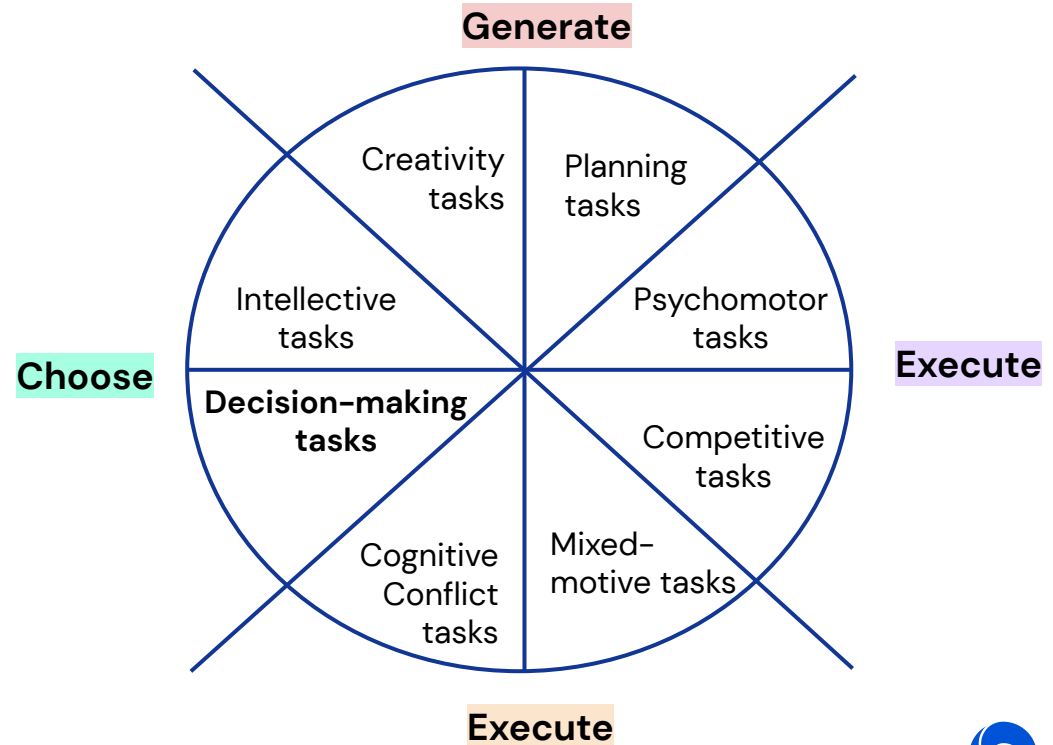 Generate
Creativity
tasks
Planning
tasks
Intellective
tasks
Psychomotor
tasks
Choose
Execute
Decision-making
tasks
Competitive
tasks
Cognitive
Conflict
tasks
Mixed-
motive tasks
Execute